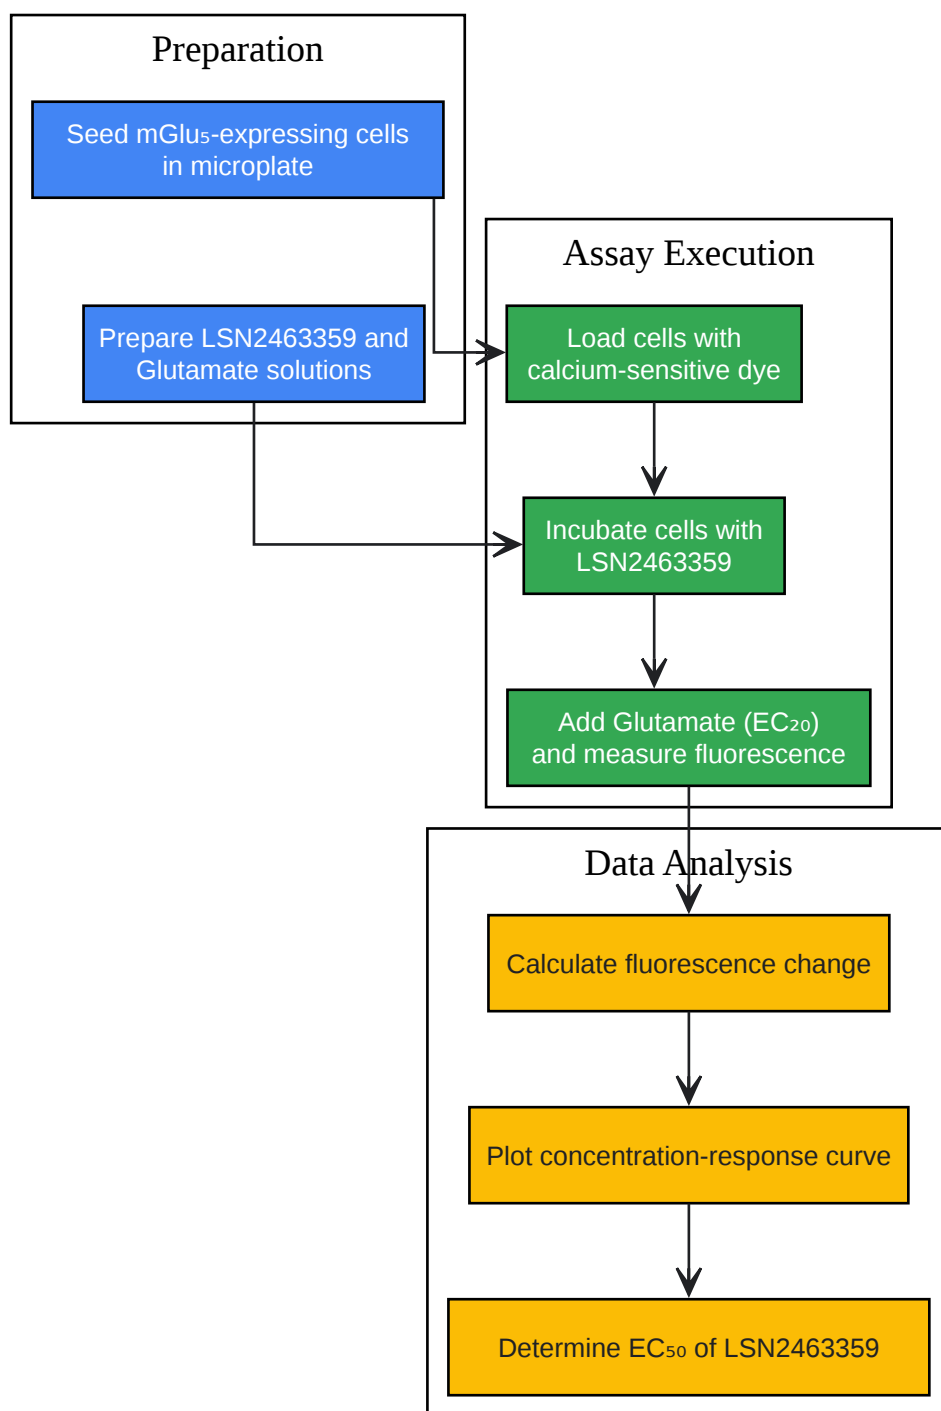 Preparation
Seed mGlu₅-expressing cells
in microplate
Prepare LSN2463359 and
Glutamate solutions
Assay Execution
Load cells with
calcium-sensitive dye
Incubate cells with
LSN2463359
Add Glutamate (EC₂₀)
and measure fluorescence
Data Analysis
Calculate fluorescence change
Plot concentration-response curve
Determine EC₅₀ of LSN2463359